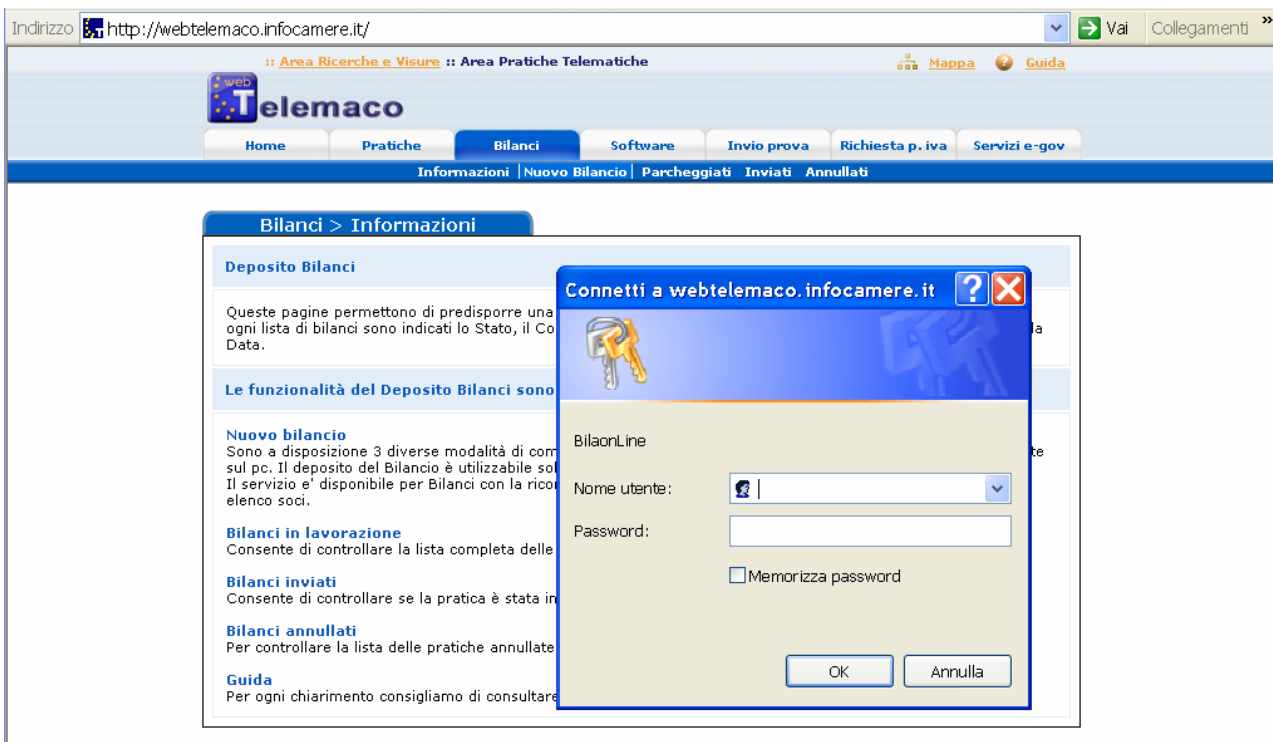 Indirizzo http://webtelemaco.infocamere.it/ Vai Collegamenti »
:: Area Ricerche e Visure :: Area Pratiche Telematiche Mappa Guida
web
Telemaco
Home Pratiche Bilanci Software Invio prova Richiesta p. iva Servizi e-gov
Informazioni | Nuovo Bilancio | Parcheggiati Inviati Annullati
Bilanci > Informazioni
Deposito Bilanci
Queste pagine permettono di predisporre una
ogni lista di bilanci sono indicati lo Stato, il Co
Data.
Le funzionalità del Deposito Bilanci sono
Nuovo bilancio
Sono a disposizione 3 diverse modalità di com
sul pc. Il deposito del Bilancio è utilizzabile sol
Il servizio e' disponibile per Bilanci con la ricon
elenco soci.
Bilanci in lavorazione
Consente di controllare la lista completa delle
Bilanci inviati
Consente di controllare se la pratica è stata in
Bilanci annullati
Per controllare la lista delle pratiche annullate
Guida
Per ogni chiarimento consigliamo di consultare
Connetti a webtelemaco.infocamere.it
BilaonLine
Nome utente:
Password:
Memorizza password
OK Annulla